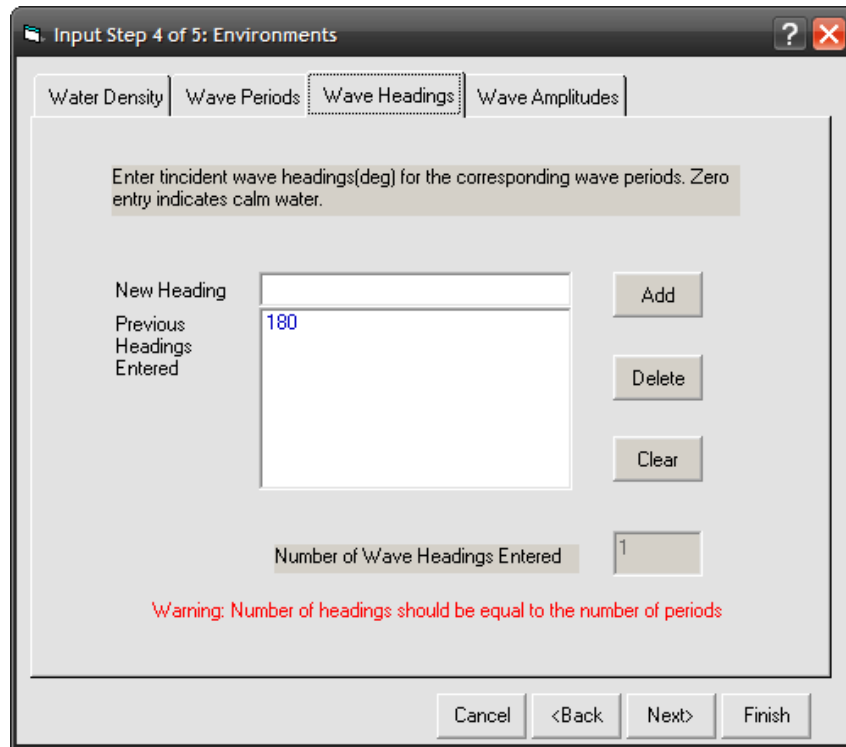 Input Step 4 of 5: Environments
Water Density
Wave Periods
Wave Headings
Wave Amplitudes
Enter tincident wave headings(deg) for the corresponding wave periods. Zero
entry indicates calm water.
New Heading
Add
Previous
Headings
Entered
180
Delete
Clear
Number of Wave Headings Entered
1
Warning: Number of headings should be equal to the number of periods
Cancel
<Back
Next>
Finish